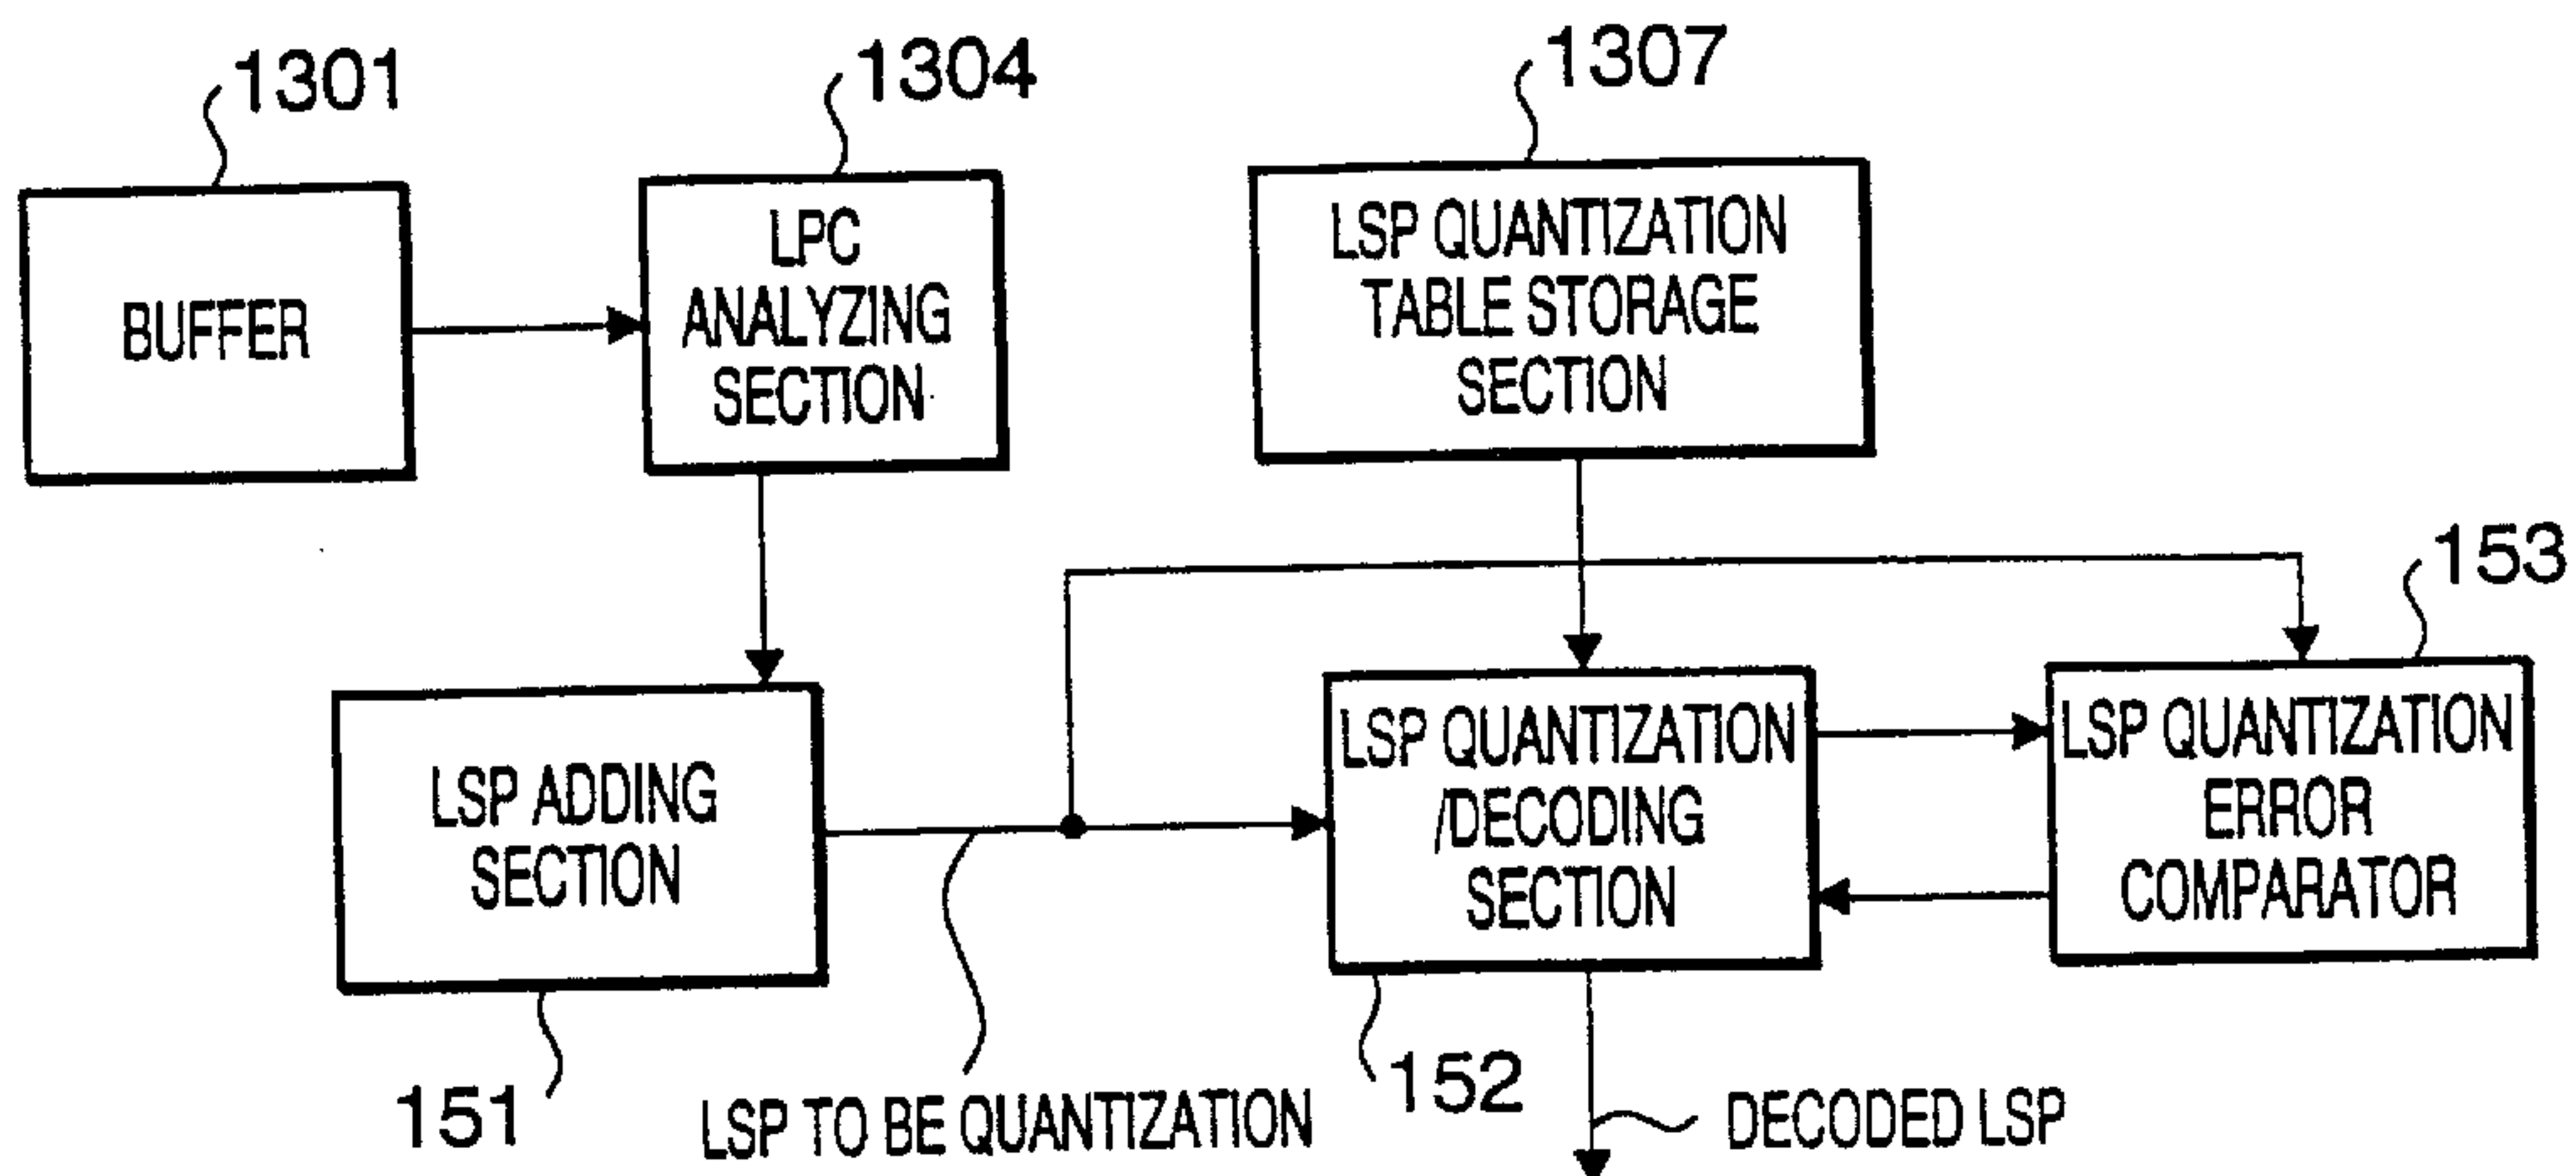 1301
1304
1307
BUFFER
LPC
ANALYZING
SECTION
LSP QUANTIZATION
TABLE STORAGE
SECTION
153
LSP ADDING
SECTION
LSP QUANTIZATION
/DECODING
SECTION
LSP QUANTIZATION
ERROR
COMPARATOR
151
LSP TO BE QUANTIZATION
152
DECODED LSP